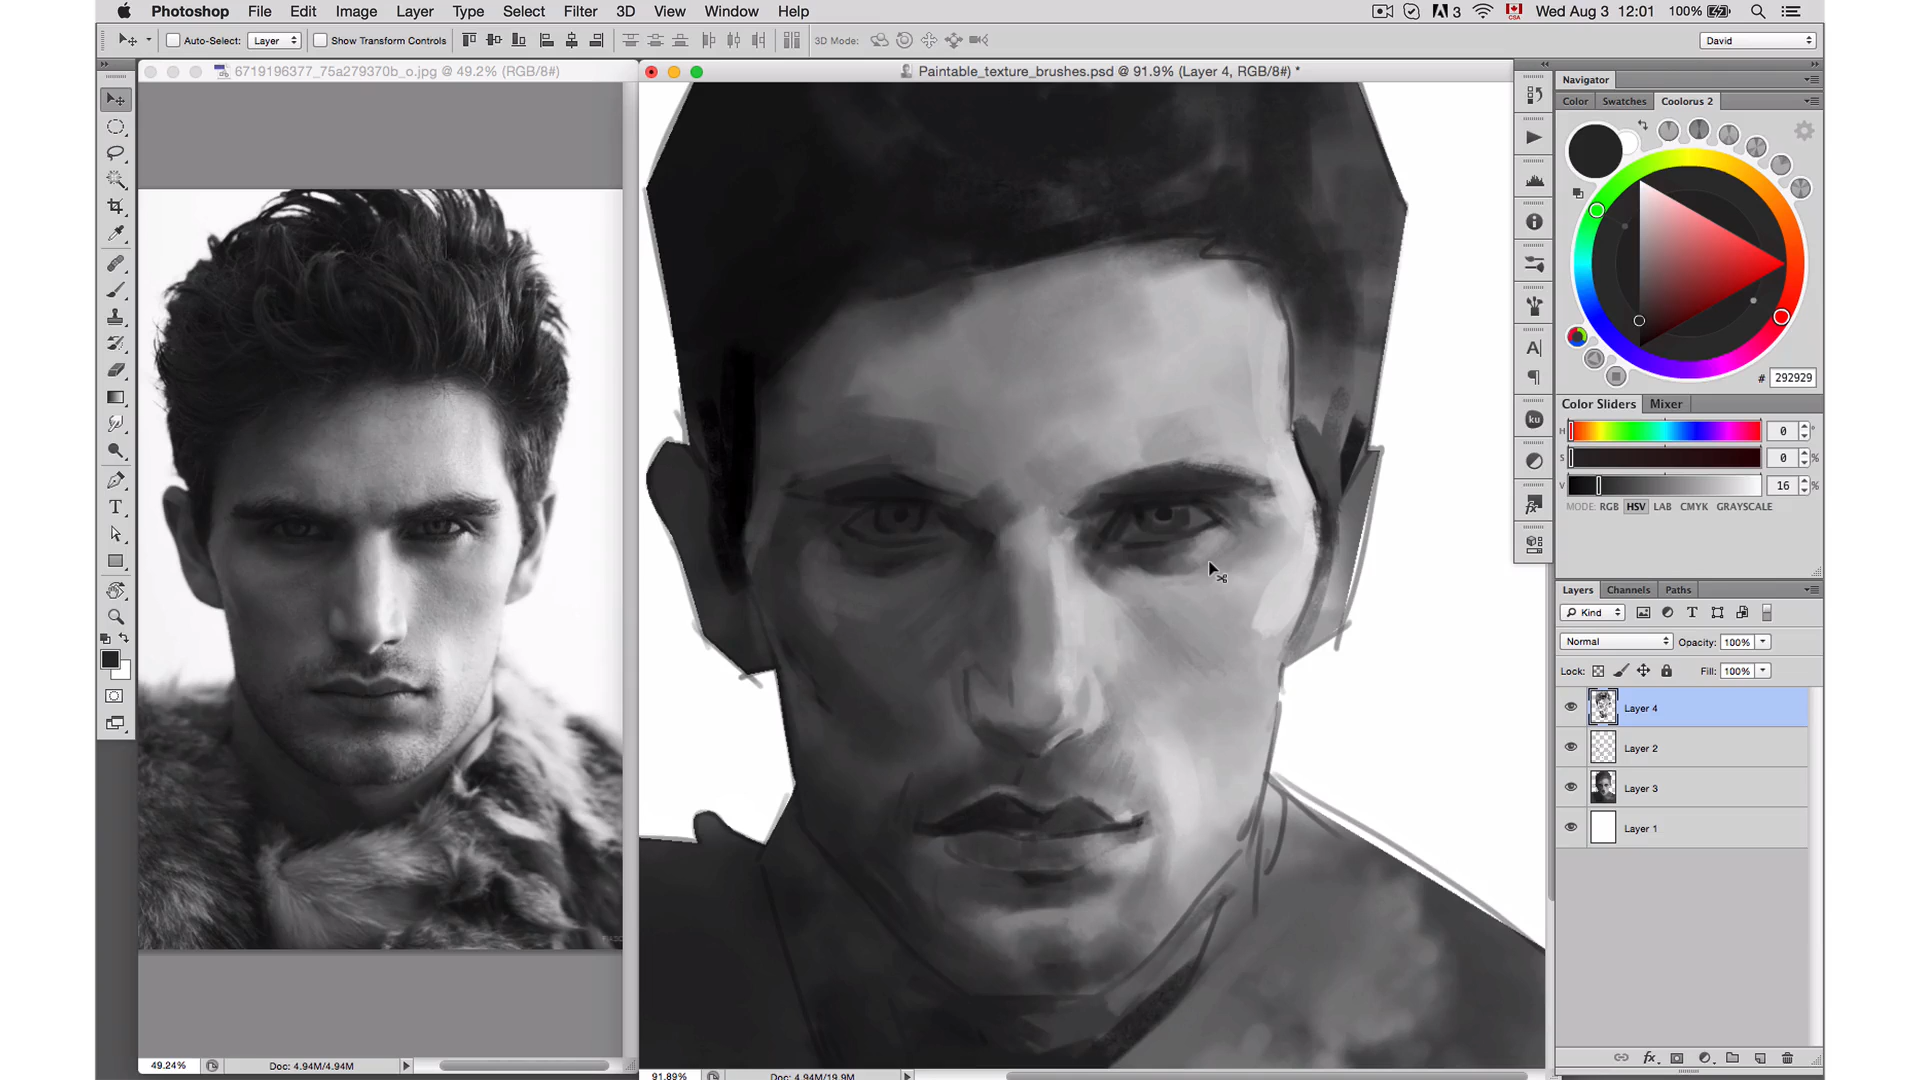 Photoshop File Edit Image Layer Type Select Filter 3D View Window Help 3 Wed Aug 3 12:01 100%
Auto-Select: Layer Show Transform Controls 3D Mode: David
6719196377_75a279370b_o.jpg @ 49.2% (RGB/8#)
Paintable_texture_brushes.psd @ 91.9% (Layer 4, RGB/8#) *
Navigator
Color Swatches Coolorus 2
# 292929
Color Sliders Mixer
H 0 °
S 0 %
V 16 %
MODE: RGB HSV LAB CMYK GRAYSCALE
Layers Channels Paths
Kind
Normal Opacity: 100%
Lock: Fill: 100%
Layer 4
Layer 2
Layer 3
Layer 1
49.24% Doc: 4.94M/4.94M
91.89% Doc: 4.94M/19.9M